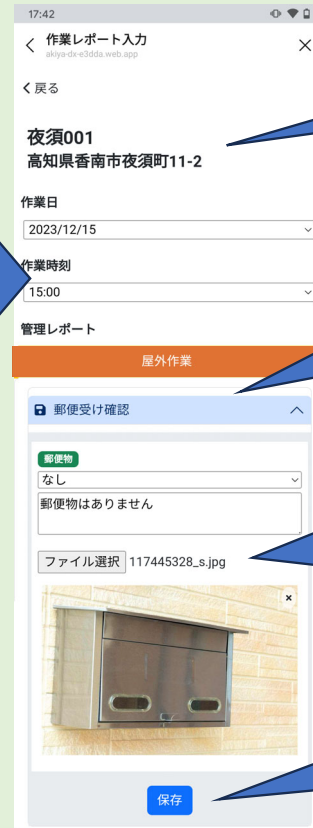 17:42
作業レポート入力
akiya-dx-e3dda.web.app
戻る
夜須001
高知県香南市夜須町11-2
作業日
2023/12/15
作業時刻
15:00
管理レポート
屋外作業
郵便受け確認
郵便物
なし
郵便物はありません
ファイル選択 117445328_s.jpg
保存